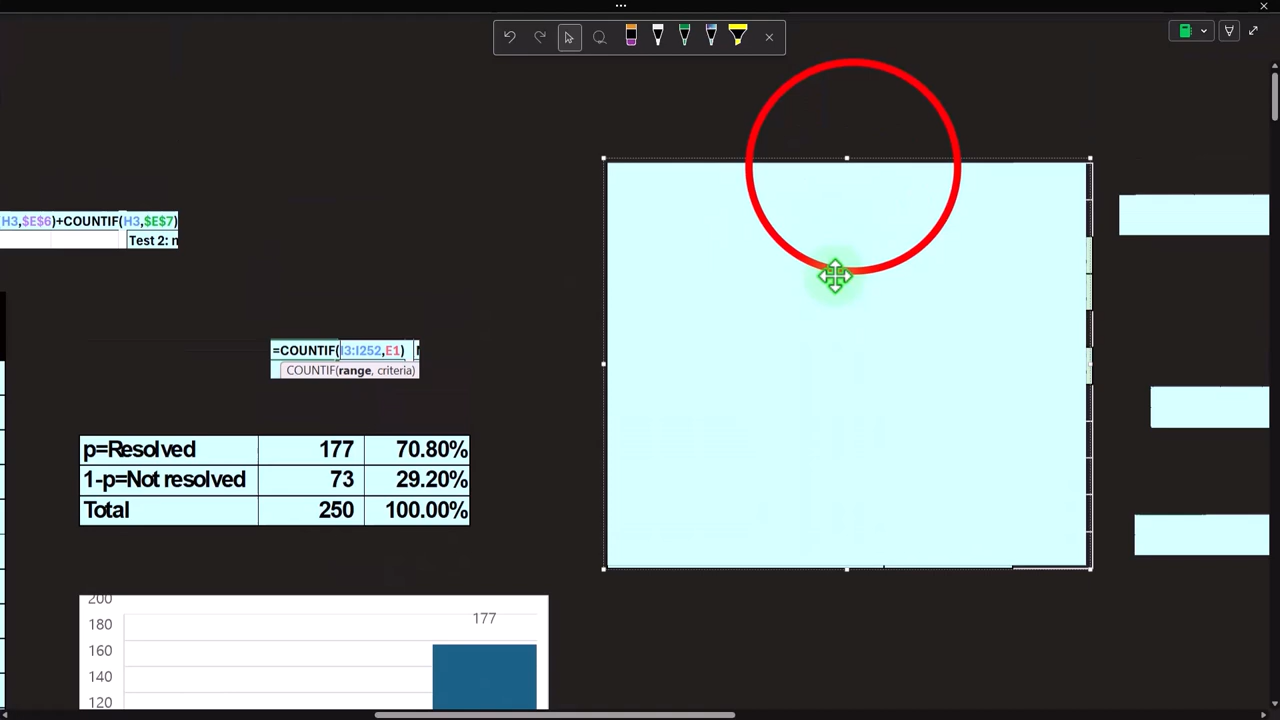 H3,$E$6)+COUNTIF(H3,$E$7)
Test 2: n
=COUNTIF(I3:I252,E1)
COUNTIF(range, criteria)
p=Resolved 177 70.80%
1-p=Not resolved 73 29.20%
Total 250 100.00%
200
177
180
160
140
120